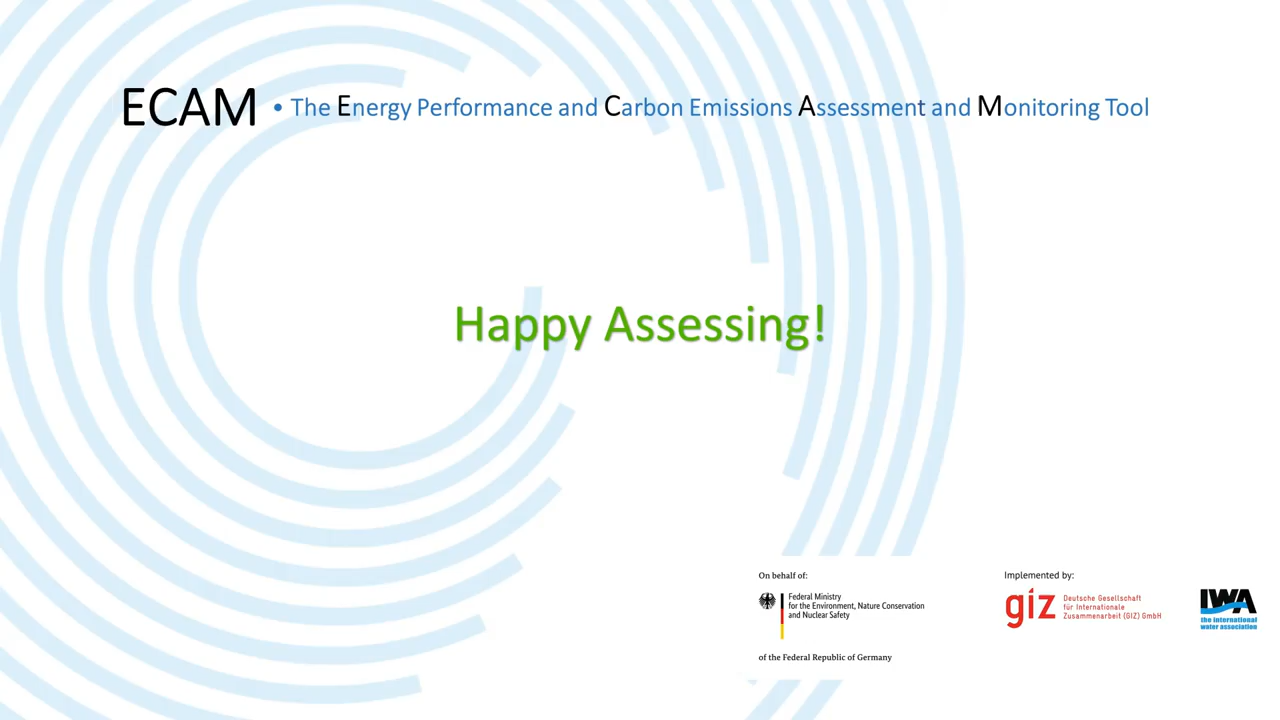 ECAM • The Energy Performance and Carbon Emissions Assessment and Monitoring Tool
Happy Assessing!
On behalf of:
Federal Ministry
for the Environment, Nature Conservation
and Nuclear Safety
of the Federal Republic of Germany
Implemented by:
giz
Deutsche Gesellschaft
für Internationale
Zusammenarbeit (GIZ) GmbH
IWA
the international
water association